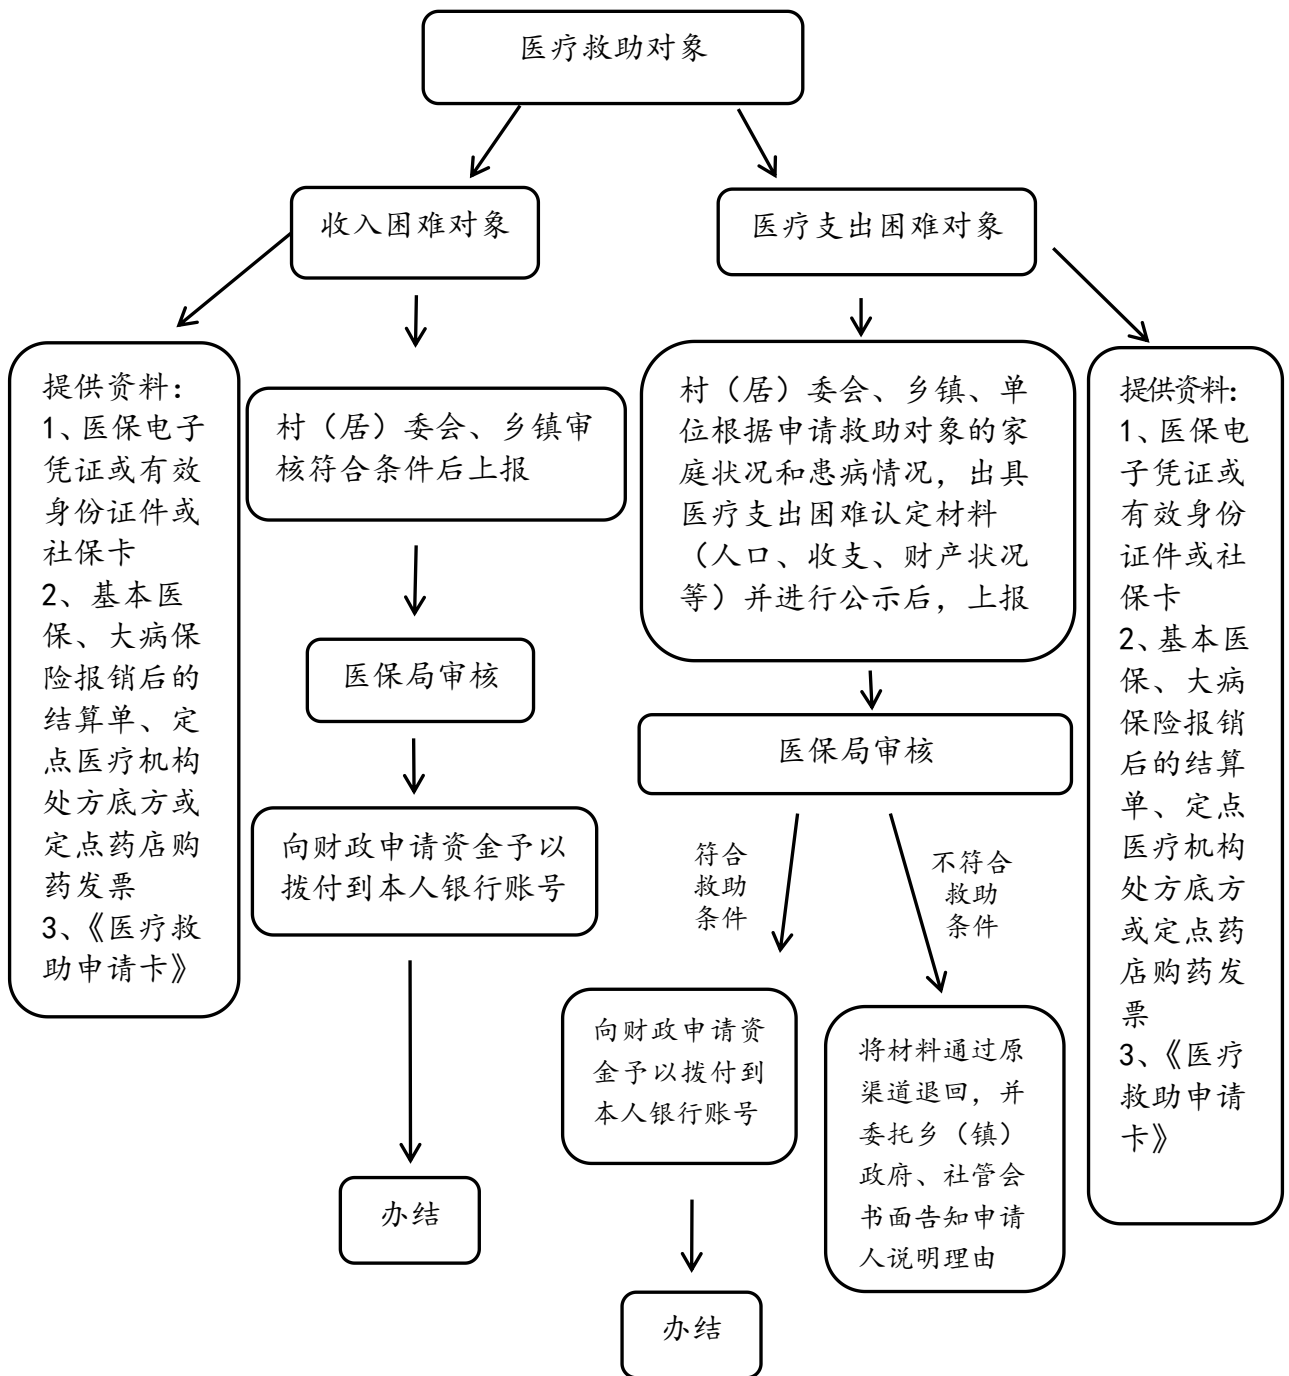 医疗救助对象
收入困难对象
医疗支出困难对象
提供资料：
1、医保电子
凭证或有效
身份证件或
社保卡
2、基本医
保、大病保
险报销后的
结算单、定
点医疗机构
处方底方或
定点药店购
药发票
3、《医疗救
助申请卡》
村（居）委会、乡镇审
核符合条件后上报
医保局审核
向财政申请资金予以
拨付到本人银行账号
办结
村（居）委会、乡镇、单
位根据申请救助对象的家
庭状况和患病情况，出具
医疗支出困难认定材料
（人口、收支、财产状况
等）并进行公示后，上报
医保局审核
符合
救助
条件
不符合
救助
条件
向财政申请资
金予以拨付到
本人银行账号
办结
将材料通过原
渠道退回，并
委托乡（镇）
政府、社管会
书面告知申请
人说明理由
提供资料：
1、医保电
子凭证或
有效身份
证件或社
保卡
2、基本医
保、大病
保险报销
后的结算
单、定点
医疗机构
处方底方
或定点药
店购药发
票
3、《医疗
救助申请
卡》